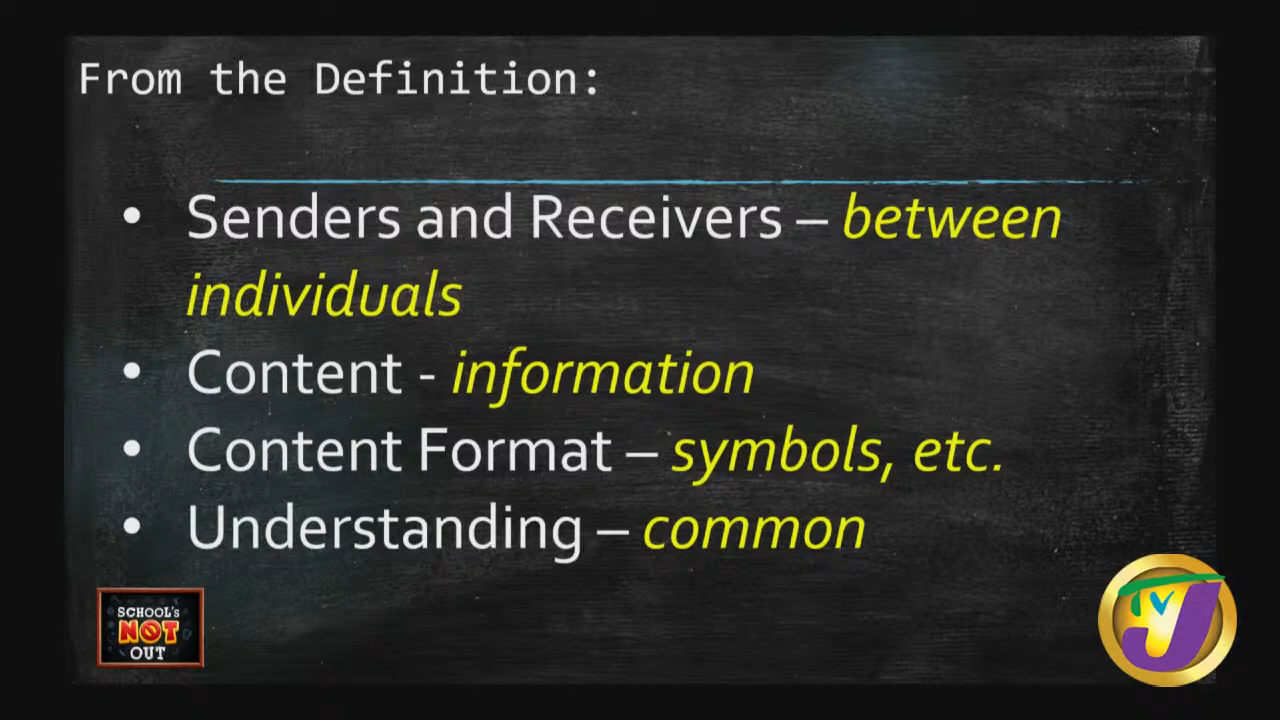 From the Definition:
• Senders and Receivers – between
individuals
• Content - information
• Content Format – symbols, etc.
• Understanding – common
SCHOOL's
NOT
OUT
TVJ